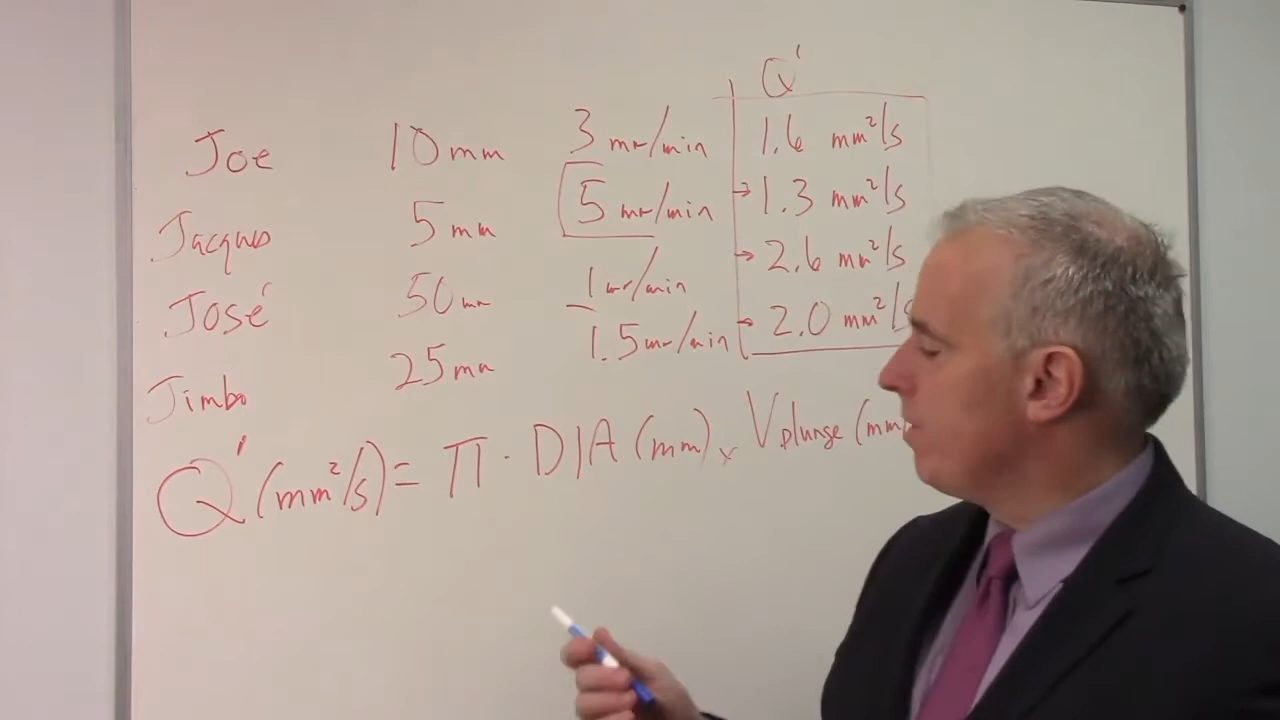 Q'
Joe 10 mm 3 mm/min 1.6 mm²/s
Jacques 5 mm 5 mm/min → 1.3 mm²/s
José 50 mm 1 mm/min → 2.6 mm²/s
Jimbo 25 mm 1.5 mm/min → 2.0 mm²/s
Q' (mm²/s) = π · DIA (mm) x Vplunge (mm